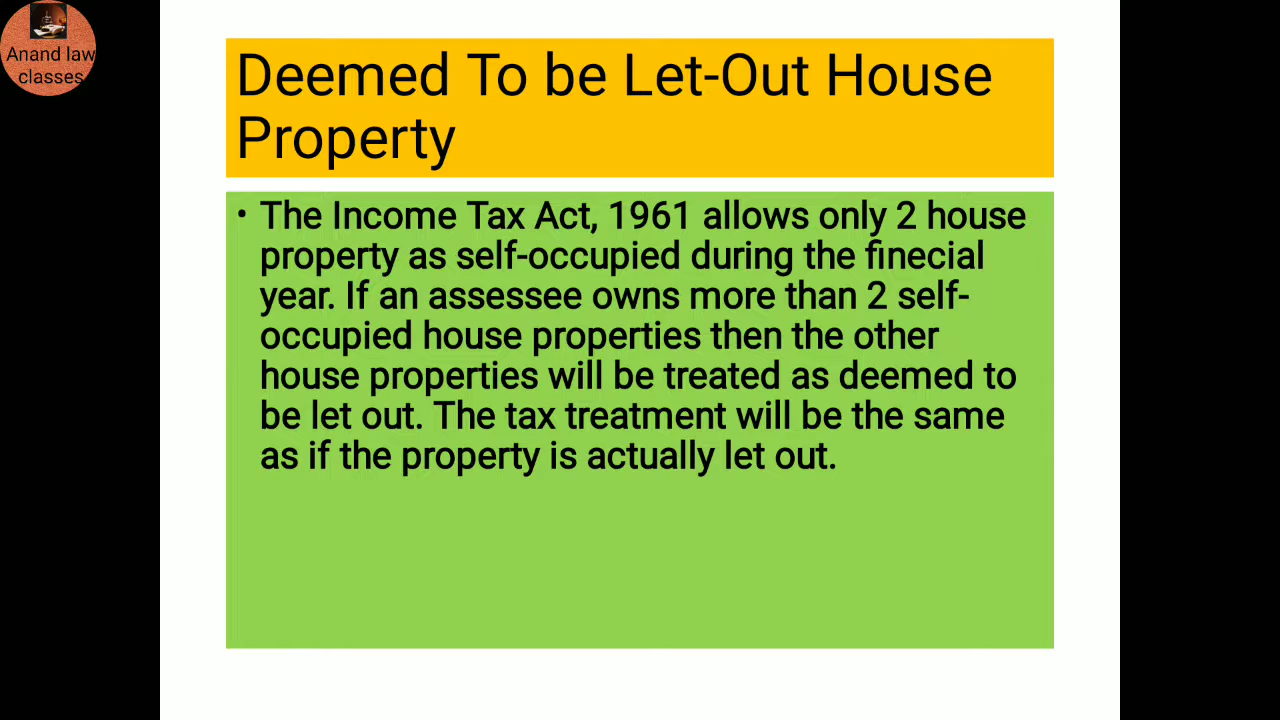 Anand law
classes
Deemed To be Let-Out House
Property
• The Income Tax Act, 1961 allows only 2 house
property as self-occupied during the finecial
year. If an assessee owns more than 2 self-
occupied house properties then the other
house properties will be treated as deemed to
be let out. The tax treatment will be the same
as if the property is actually let out.